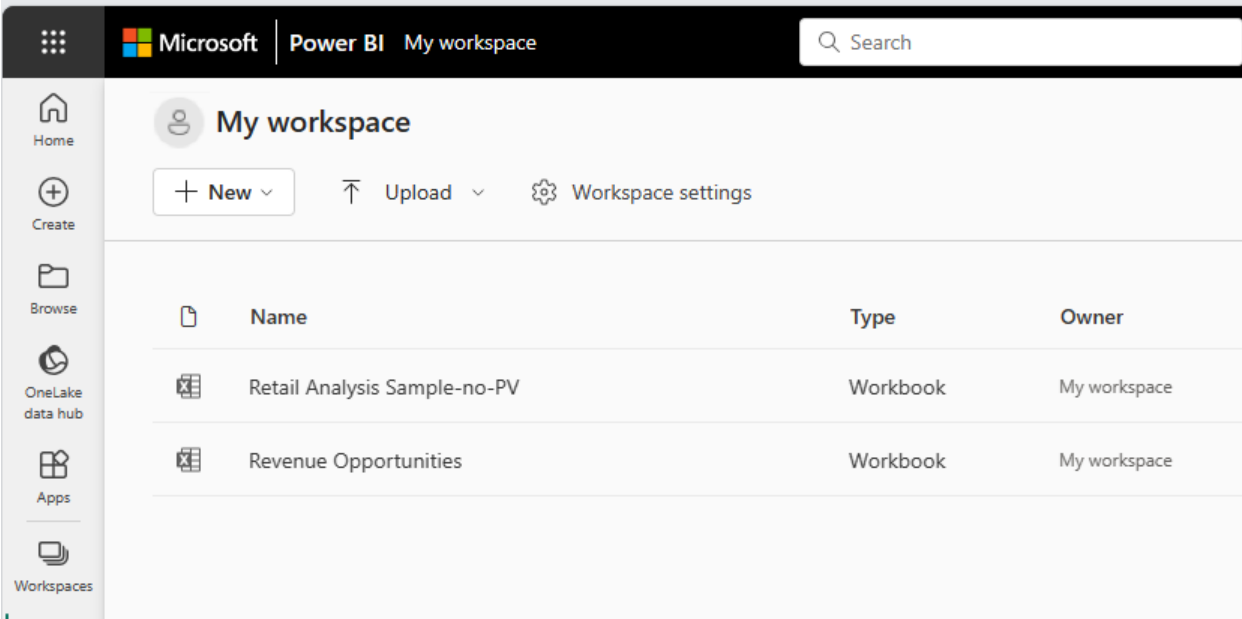 Microsoft Power BI My workspace Search
Home
My workspace
Create
New Upload Workspace settings
Browse
Name Type Owner
OneLake
data hub
Retail Analysis Sample-no-PV Workbook My workspace
Apps
Revenue Opportunities Workbook My workspace
Workspaces